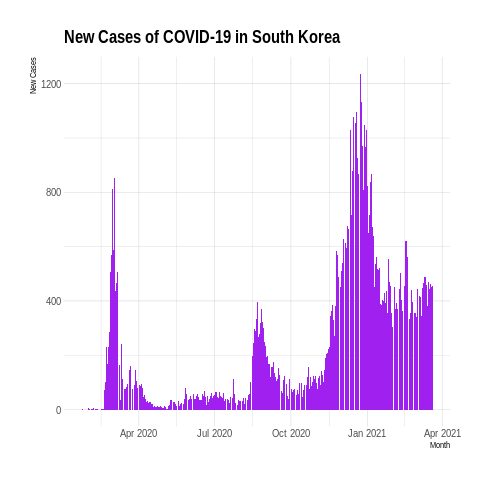 New Cases of COVID-19 in South Korea
New Cases
1200
800
400
0
Apr 2020
Jul 2020
Oct 2020
Jan 2021
Apr 2021
Month